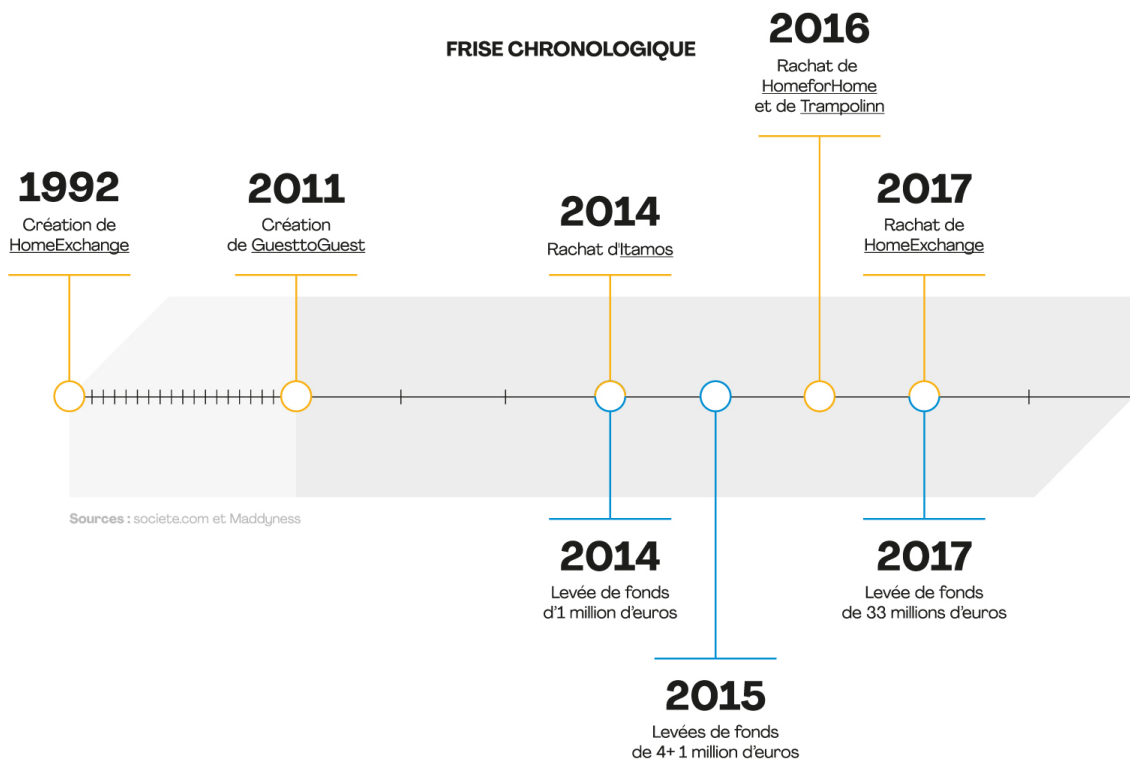 FRISE CHRONOLOGIQUE
2016
Rachat de
HomeforHome
et de Trampolinn
1992
Création de
HomeExchange
2011
Création
de GuesttoGuest
2014
Rachat d'Itamos
2017
Rachat de
HomeExchange
Sources : societe.com et Maddyness
2014
Levée de fonds
d'1 million d'euros
2017
Levée de fonds
de 33 millions d'euros
2015
Levées de fonds
de 4+ 1 million d'euros